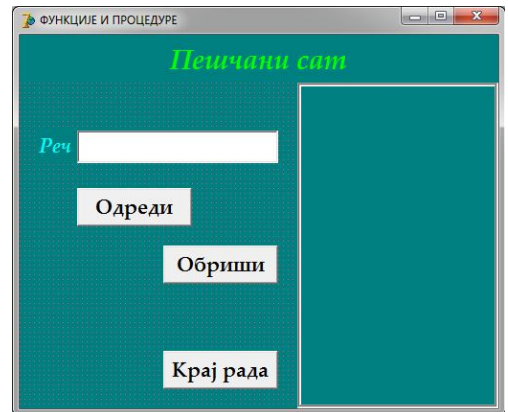 ФУНКЦИЈЕ И ПРОЦЕДУРЕ
Пешчани сат
Реч
Одреди
Обриши
Крај рада